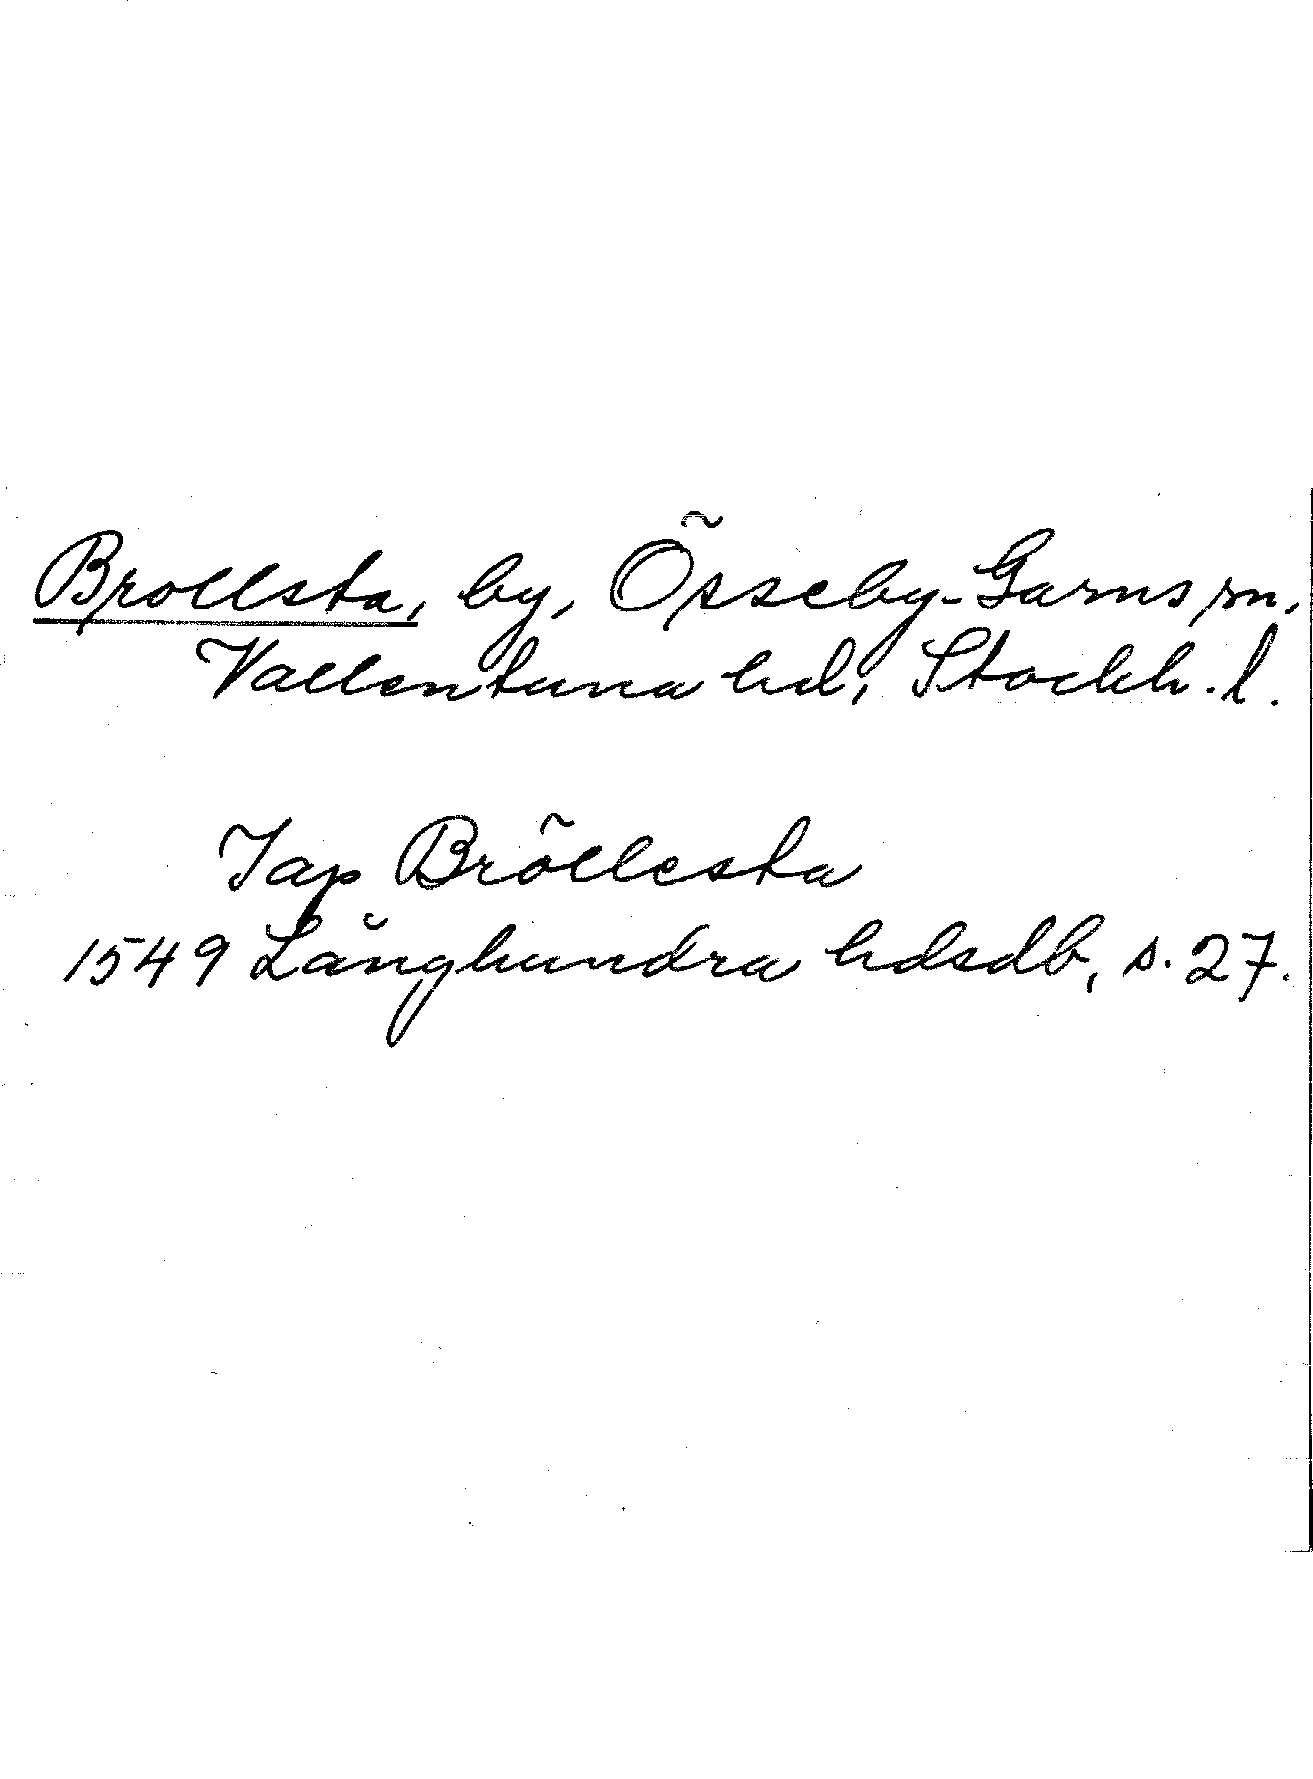 Brollsta, by, Össeby-Garns sn,
Vallentuna hd, Stockh. l.
Jap Bröllesta
1549 Långhundra hdsdb, s. 27.